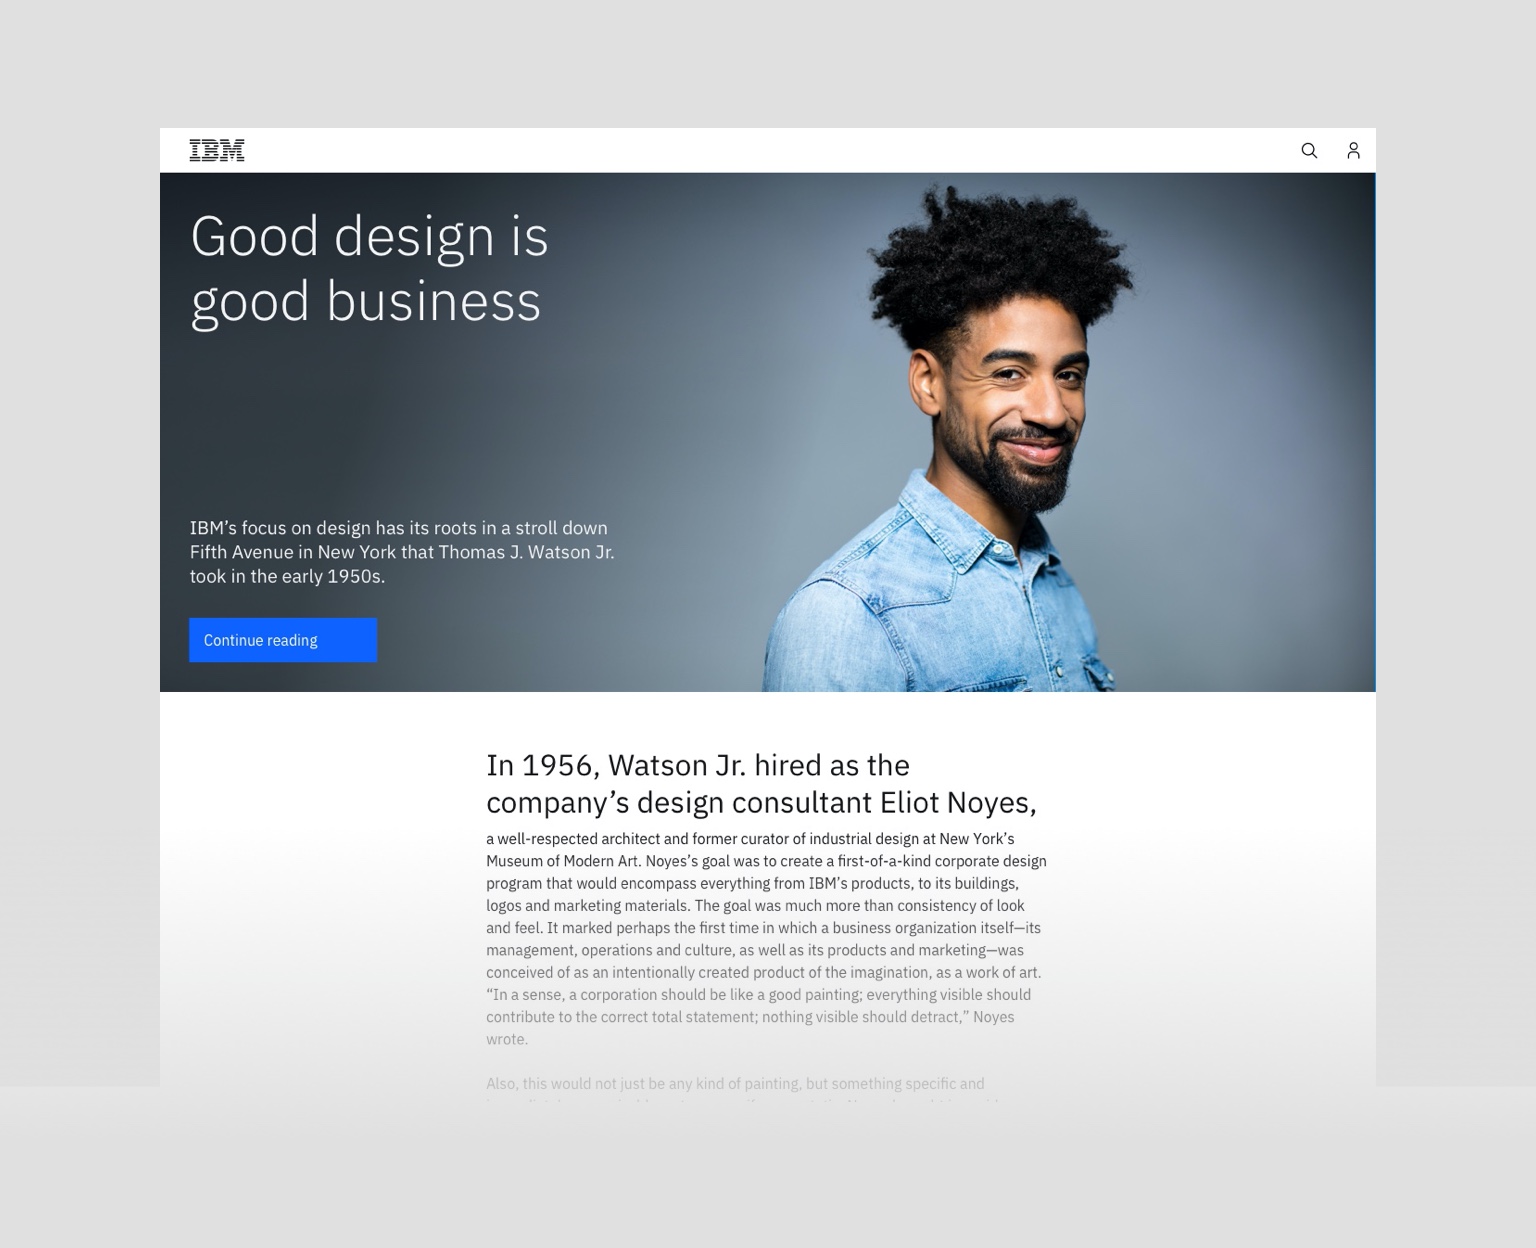 IBM
Good design is
good business
IBM’s focus on design has its roots in a stroll down
Fifth Avenue in New York that Thomas J. Watson Jr.
took in the early 1950s.
Continue reading
In 1956, Watson Jr. hired as the
company’s design consultant Eliot Noyes,
a well-respected architect and former curator of industrial design at New York’s
Museum of Modern Art. Noyes’s goal was to create a first-of-a-kind corporate design
program that would encompass everything from IBM’s products, to its buildings,
logos and marketing materials. The goal was much more than consistency of look
and feel. It marked perhaps the first time in which a business organization itself—its
management, operations and culture, as well as its products and marketing—was
conceived of as an intentionally created product of the imagination, as a work of art.
“In a sense, a corporation should be like a good painting; everything visible should
contribute to the correct total statement; nothing visible should detract,” Noyes
wrote.
Also, this would not just be any kind of painting, but something specific and